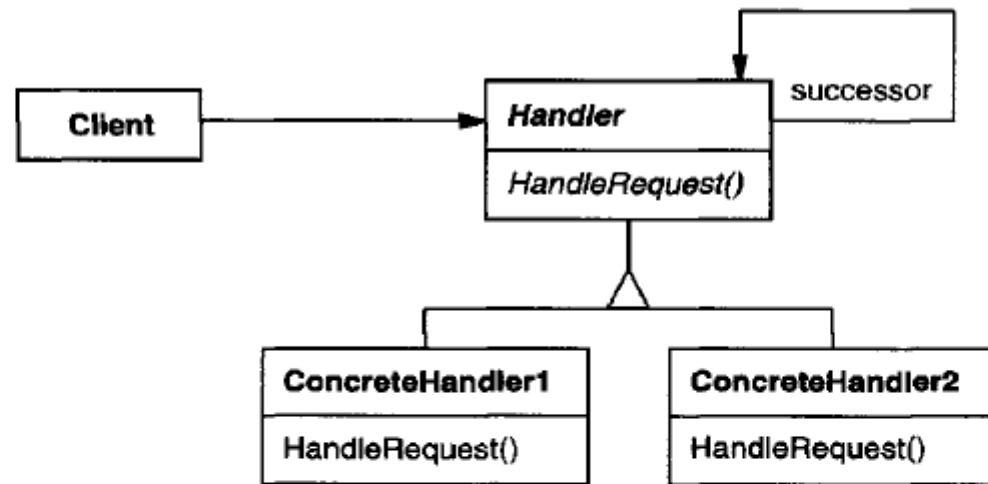 successor
Client
Handler
HandleRequest()
ConcreteHandler1
ConcreteHandler2
HandleRequest()
HandleRequest()